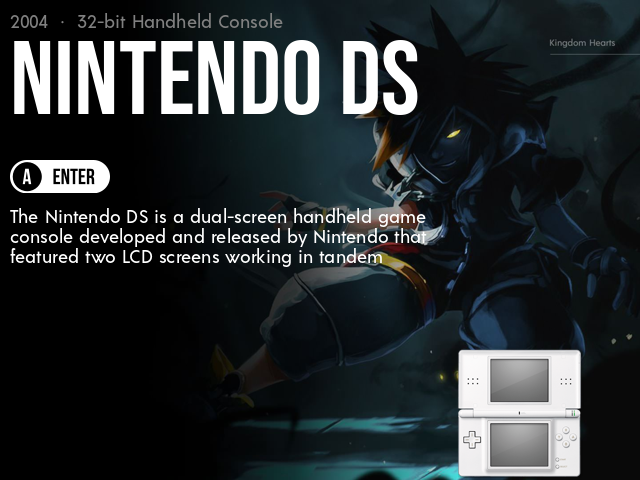 2004 · 32-bit Handheld Console
NINTENDO DS
Kingdom Hearts
A ENTER
The Nintendo DS is a dual-screen handheld game
console developed and released by Nintendo that
featured two LCD screens working in tandem